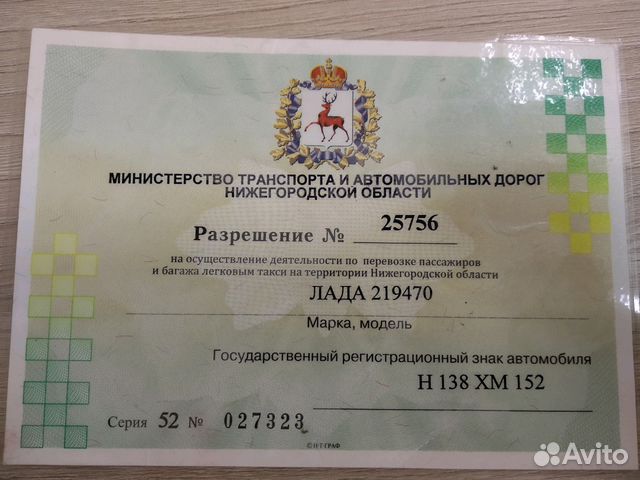 МИНИСТЕРСТВО ТРАНСПОРТА И АВТОМОБИЛЬНЫХ ДОРОГ
НИЖЕГОРОДСКОЙ ОБЛАСТИ
Разрешение № 25756
на осуществление деятельности по перевозке пассажиров
и багажа легковым такси на территории Нижегородской области
ЛАДА 219470
Марка, модель
Государственный регистрационный знак автомобиля
Н 138 ХМ 152
Серия 52 № 027323
© Н-Т-ГРАФ
Avito